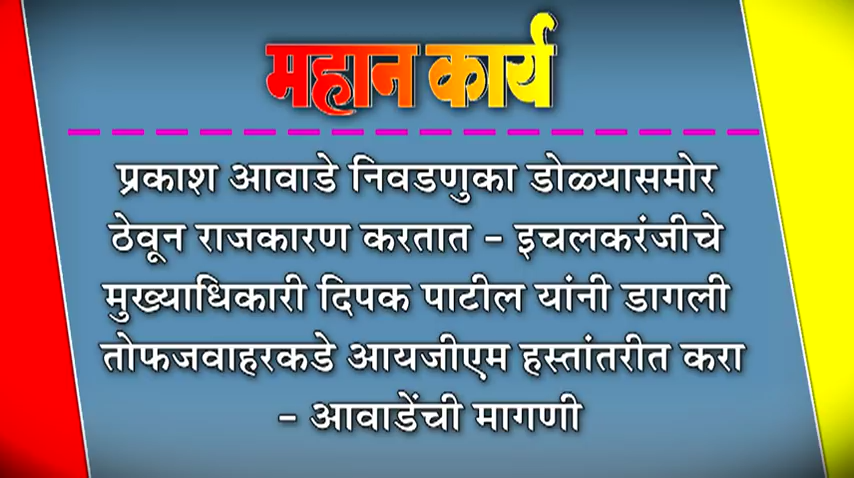 महान कार्य
प्रकाश आवाडे निवडणुका डोळ्यासमोर
ठेवून राजकारण करतात - इचलकरंजीचे
मुख्याधिकारी दिपक पाटील यांनी डागली
तोफजवाहरकडे आयजीएम हस्तांतरीत करा
- आवाडेंची मागणी